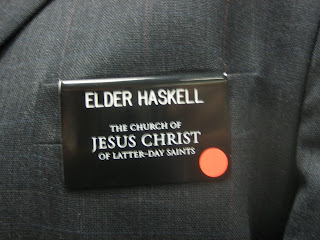 ELDER HASKELL
THE CHURCH OF
JESUS CHRIST
OF LATTER-DAY SAINTS